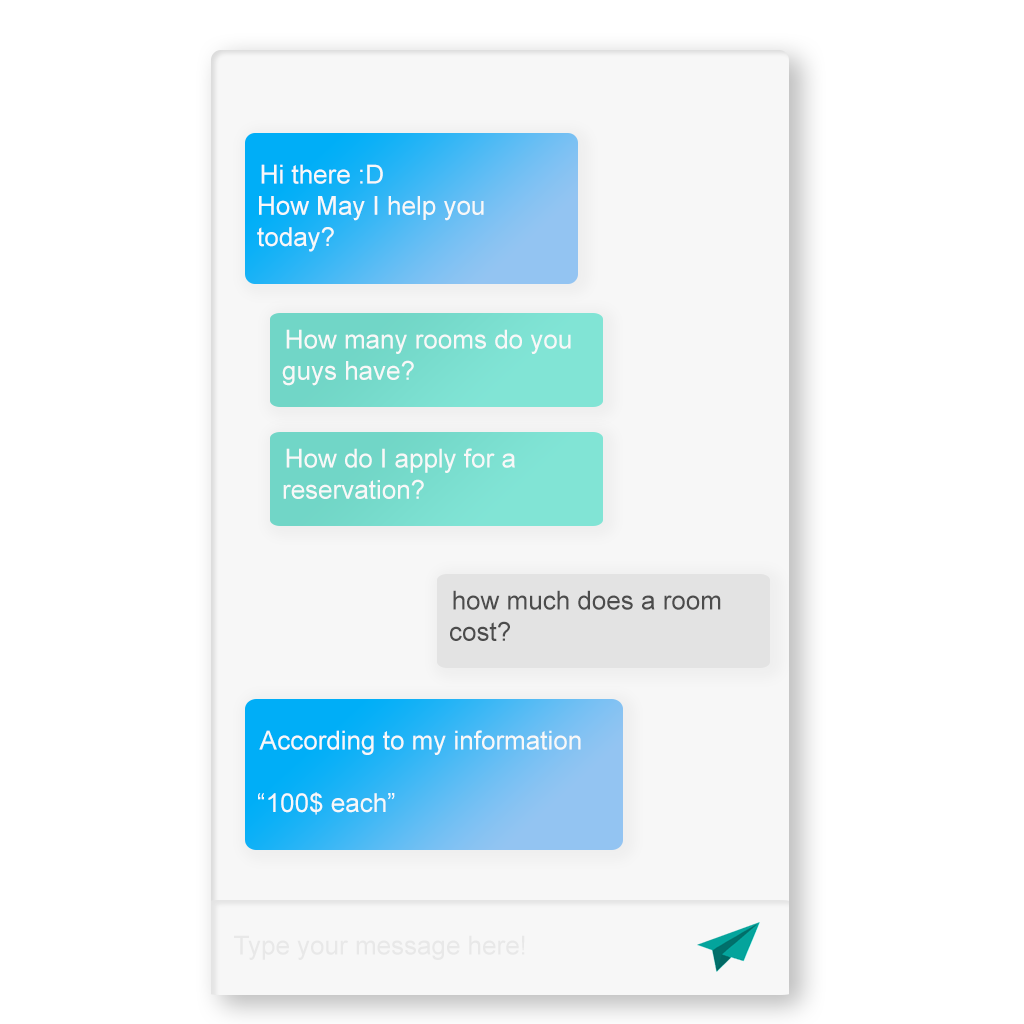 Hi there :D
How May I help you
today?
How many rooms do you
guys have?
How do I apply for a
reservation?
how much does a room
cost?
According to my information
“100$ each”
Type your message here!